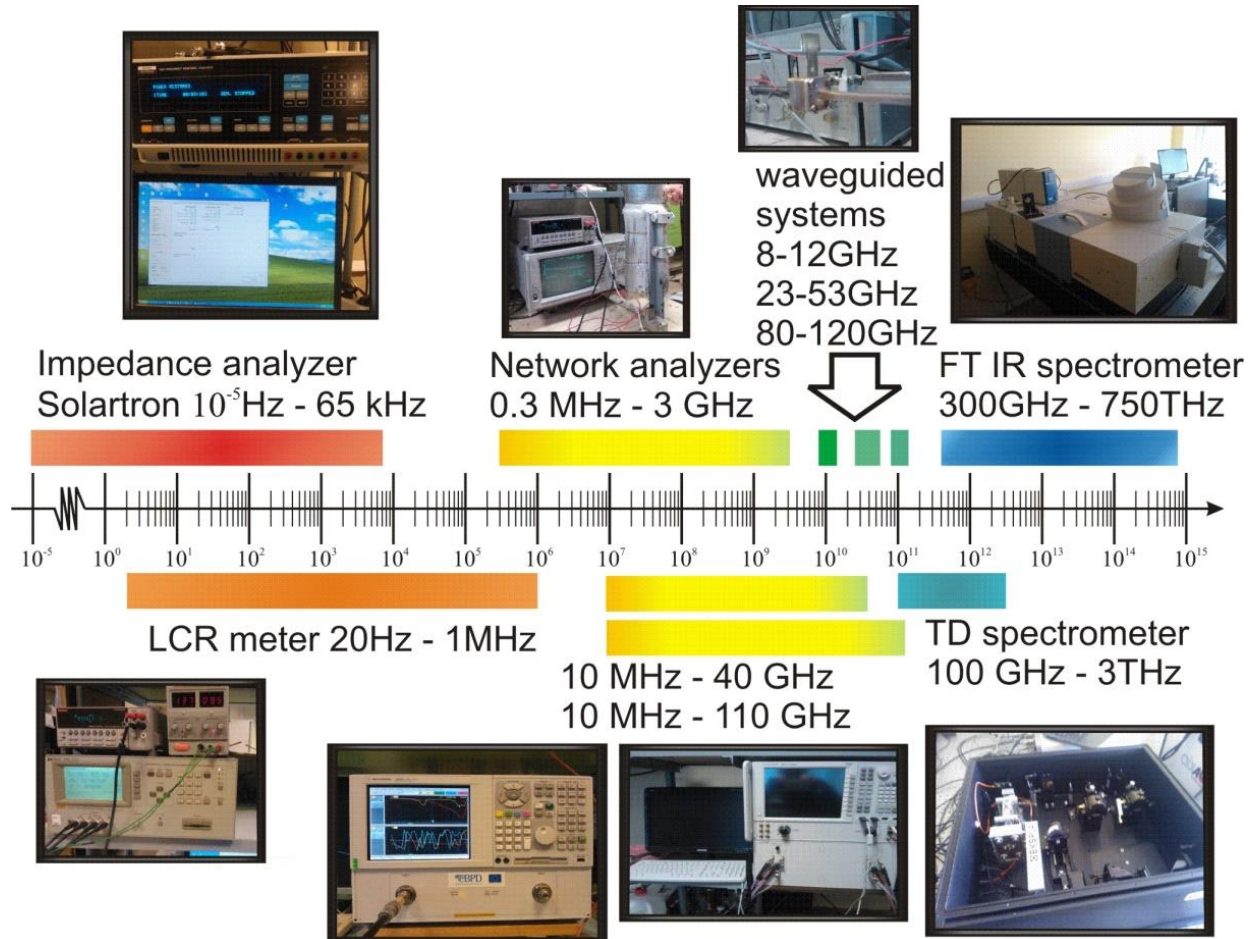 POWER RESTORED
waveguided
systems
8-12GHz
23-53GHz
80-120GHz
Impedance analyzer
Solartron 10⁻⁵Hz - 65 kHz
Network analyzers
0.3 MHz - 3 GHz
FT IR spectrometer
300GHz - 750THz
10⁻⁵ 10⁰ 10¹ 10² 10³ 10⁴ 10⁵ 10⁶ 10⁷ 10⁸ 10⁹ 10¹⁰ 10¹¹ 10¹² 10¹³ 10¹⁴ 10¹⁵
LCR meter 20Hz - 1MHz
10 MHz - 40 GHz
10 MHz - 110 GHz
TD spectrometer
100 GHz - 3THz
EBPD